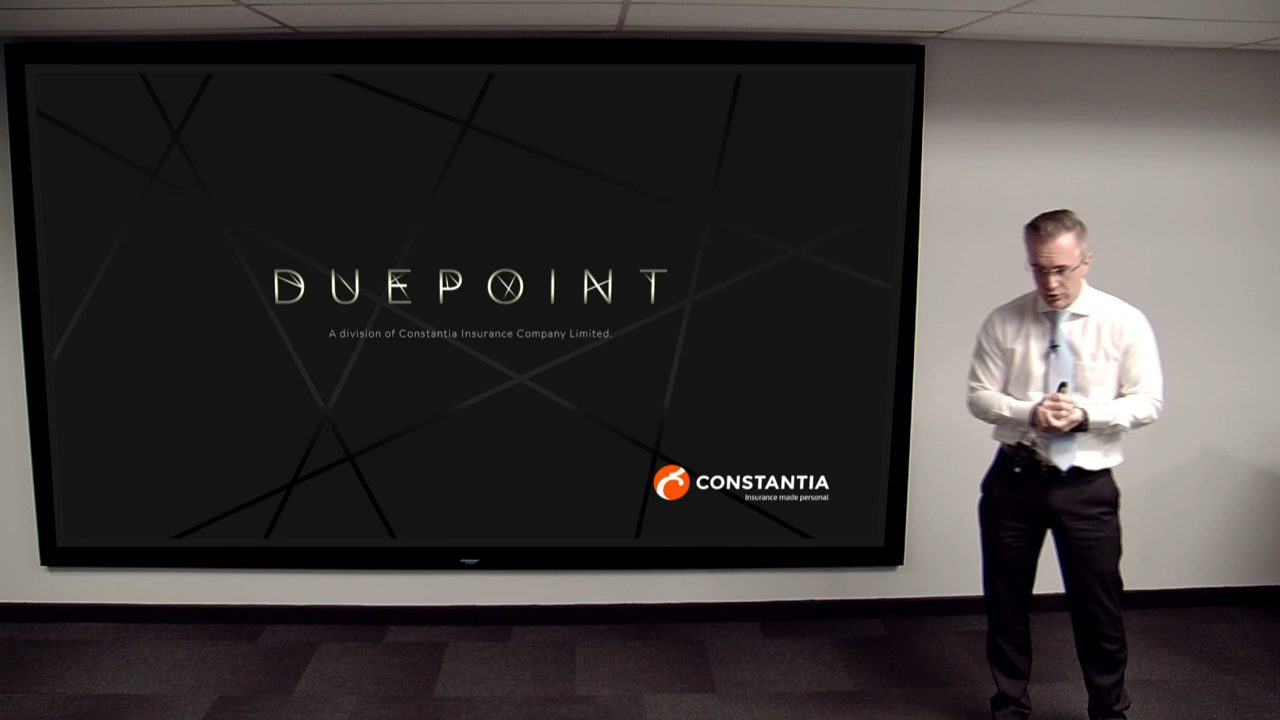 DUEPOINT
A division of Constantia Insurance Company Limited.
CONSTANTIA
Insurance made personal